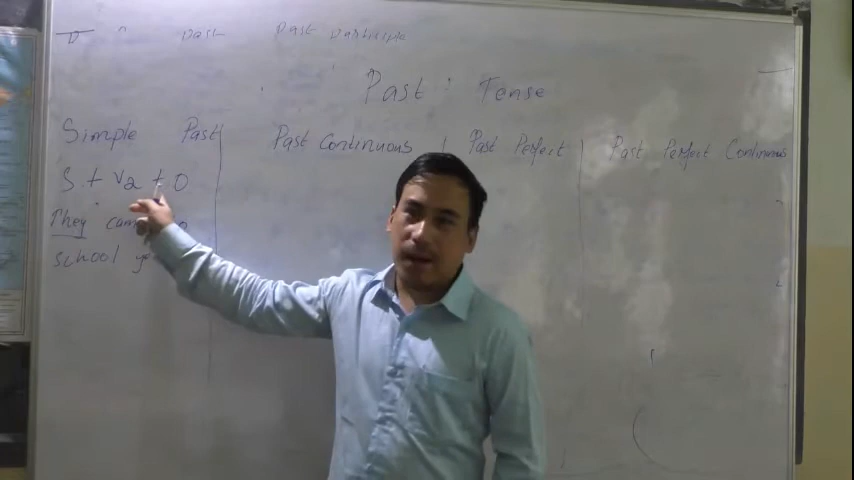 Past Past Participle
Past : Tense
Simple Past Past Continuous Past Perfect Past Perfect Continuous
S + V2 + O
They
school